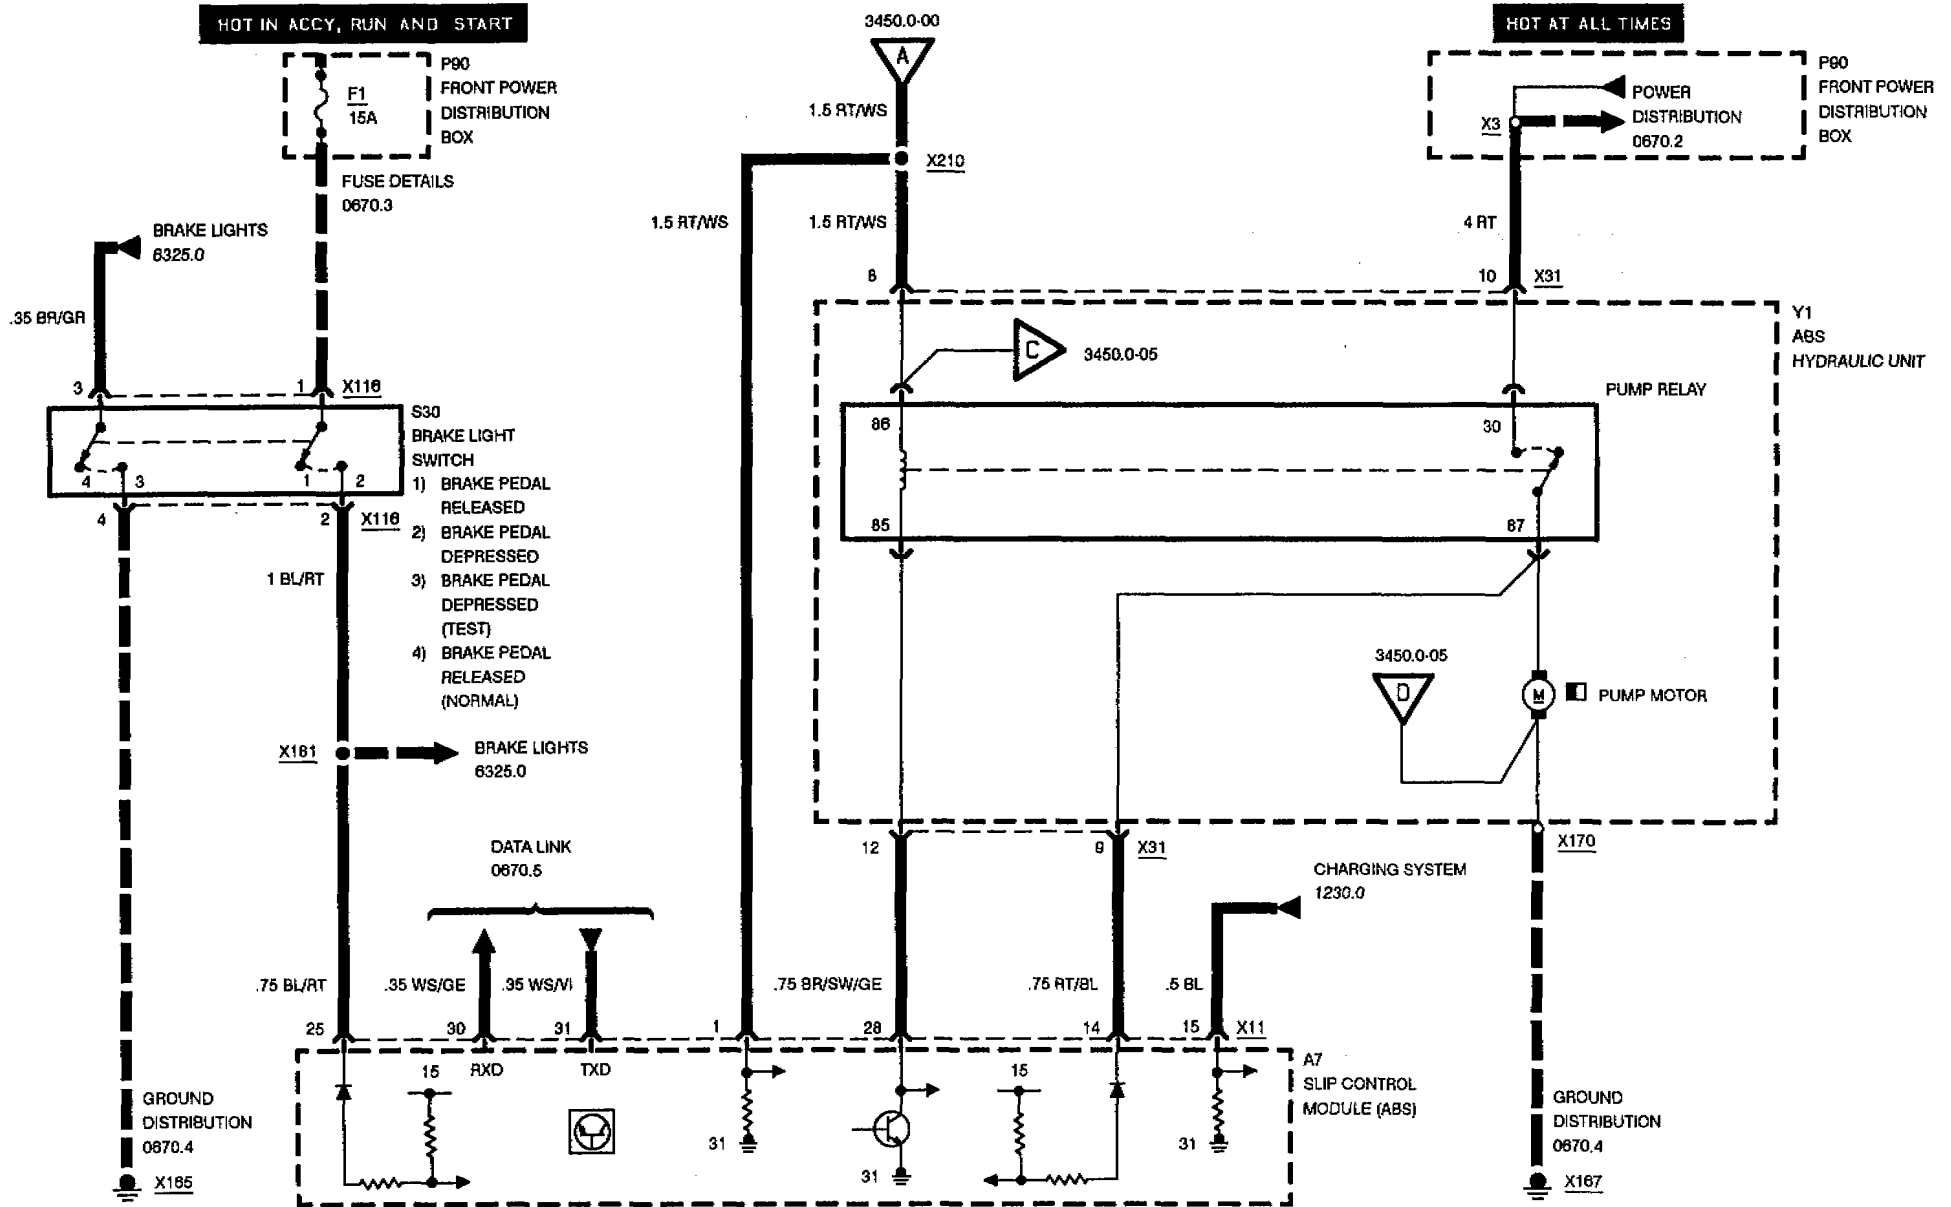 HOT IN ACCY, RUN AND START
F1
15A
P90
FRONT POWER
DISTRIBUTION
BOX
FUSE DETAILS
0670.3
BRAKE LIGHTS
6325.0
.35 BR/GR
3
1
X116
S30
BRAKE LIGHT
SWITCH
1) BRAKE PEDAL
RELEASED
2) BRAKE PEDAL
DEPRESSED
3) BRAKE PEDAL
DEPRESSED
(TEST)
4) BRAKE PEDAL
RELEASED
(NORMAL)
4
3
1
2
4
2
X116
1 BL/RT
X181
BRAKE LIGHTS
6325.0
DATA LINK
0670.5
.75 BL/RT
.35 WS/GE
.35 WS/VI
3450.0-00
A
1.5 RT/WS
X210
1.5 RT/WS
1.5 RT/WS
HOT AT ALL TIMES
P90
FRONT POWER
DISTRIBUTION
BOX
POWER
DISTRIBUTION
0670.2
X3
4 RT
8
10
X31
Y1
ABS
HYDRAULIC UNIT
C
3450.0-05
PUMP RELAY
86
30
85
87
3450.0-05
D
M
PUMP MOTOR
12
9
X31
X170
CHARGING SYSTEM
1230.0
.75 BR/SW/GE
.75 RT/BL
.5 BL
25
30
31
1
28
14
15
X11
A7
SLIP CONTROL
MODULE (ABS)
15
RXD
TXD
31
31
15
31
GROUND
DISTRIBUTION
0670.4
X165
GROUND
DISTRIBUTION
0670.4
X167